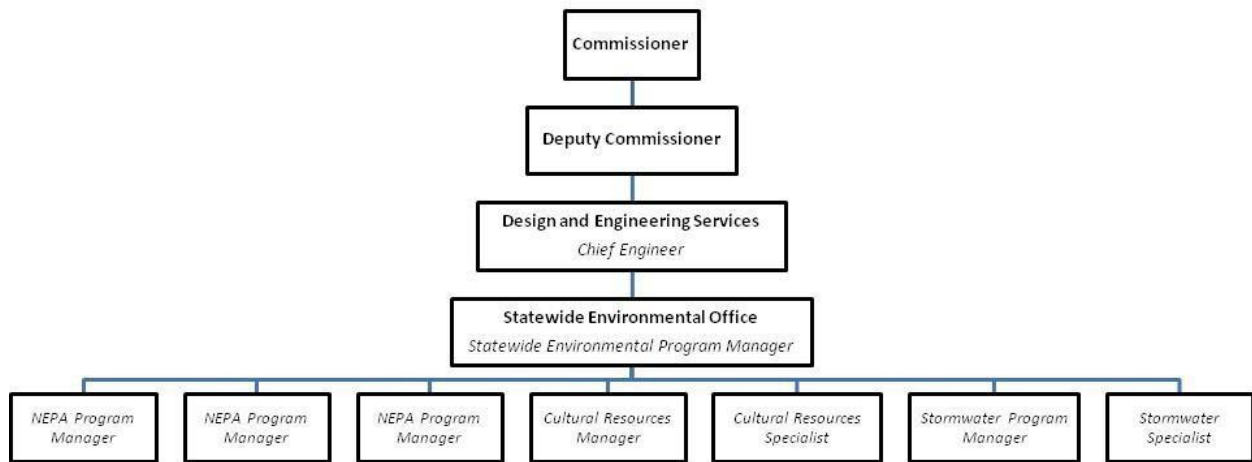 Commissioner
Deputy Commissioner
Design and Engineering Services
Chief Engineer
Statewide Environmental Office
Statewide Environmental Program Manager
NEPA Program
Manager
NEPA Program
Manager
NEPA Program
Manager
Cultural Resources
Manager
Cultural Resources
Specialist
Stormwater Program
Manager
Stormwater
Specialist